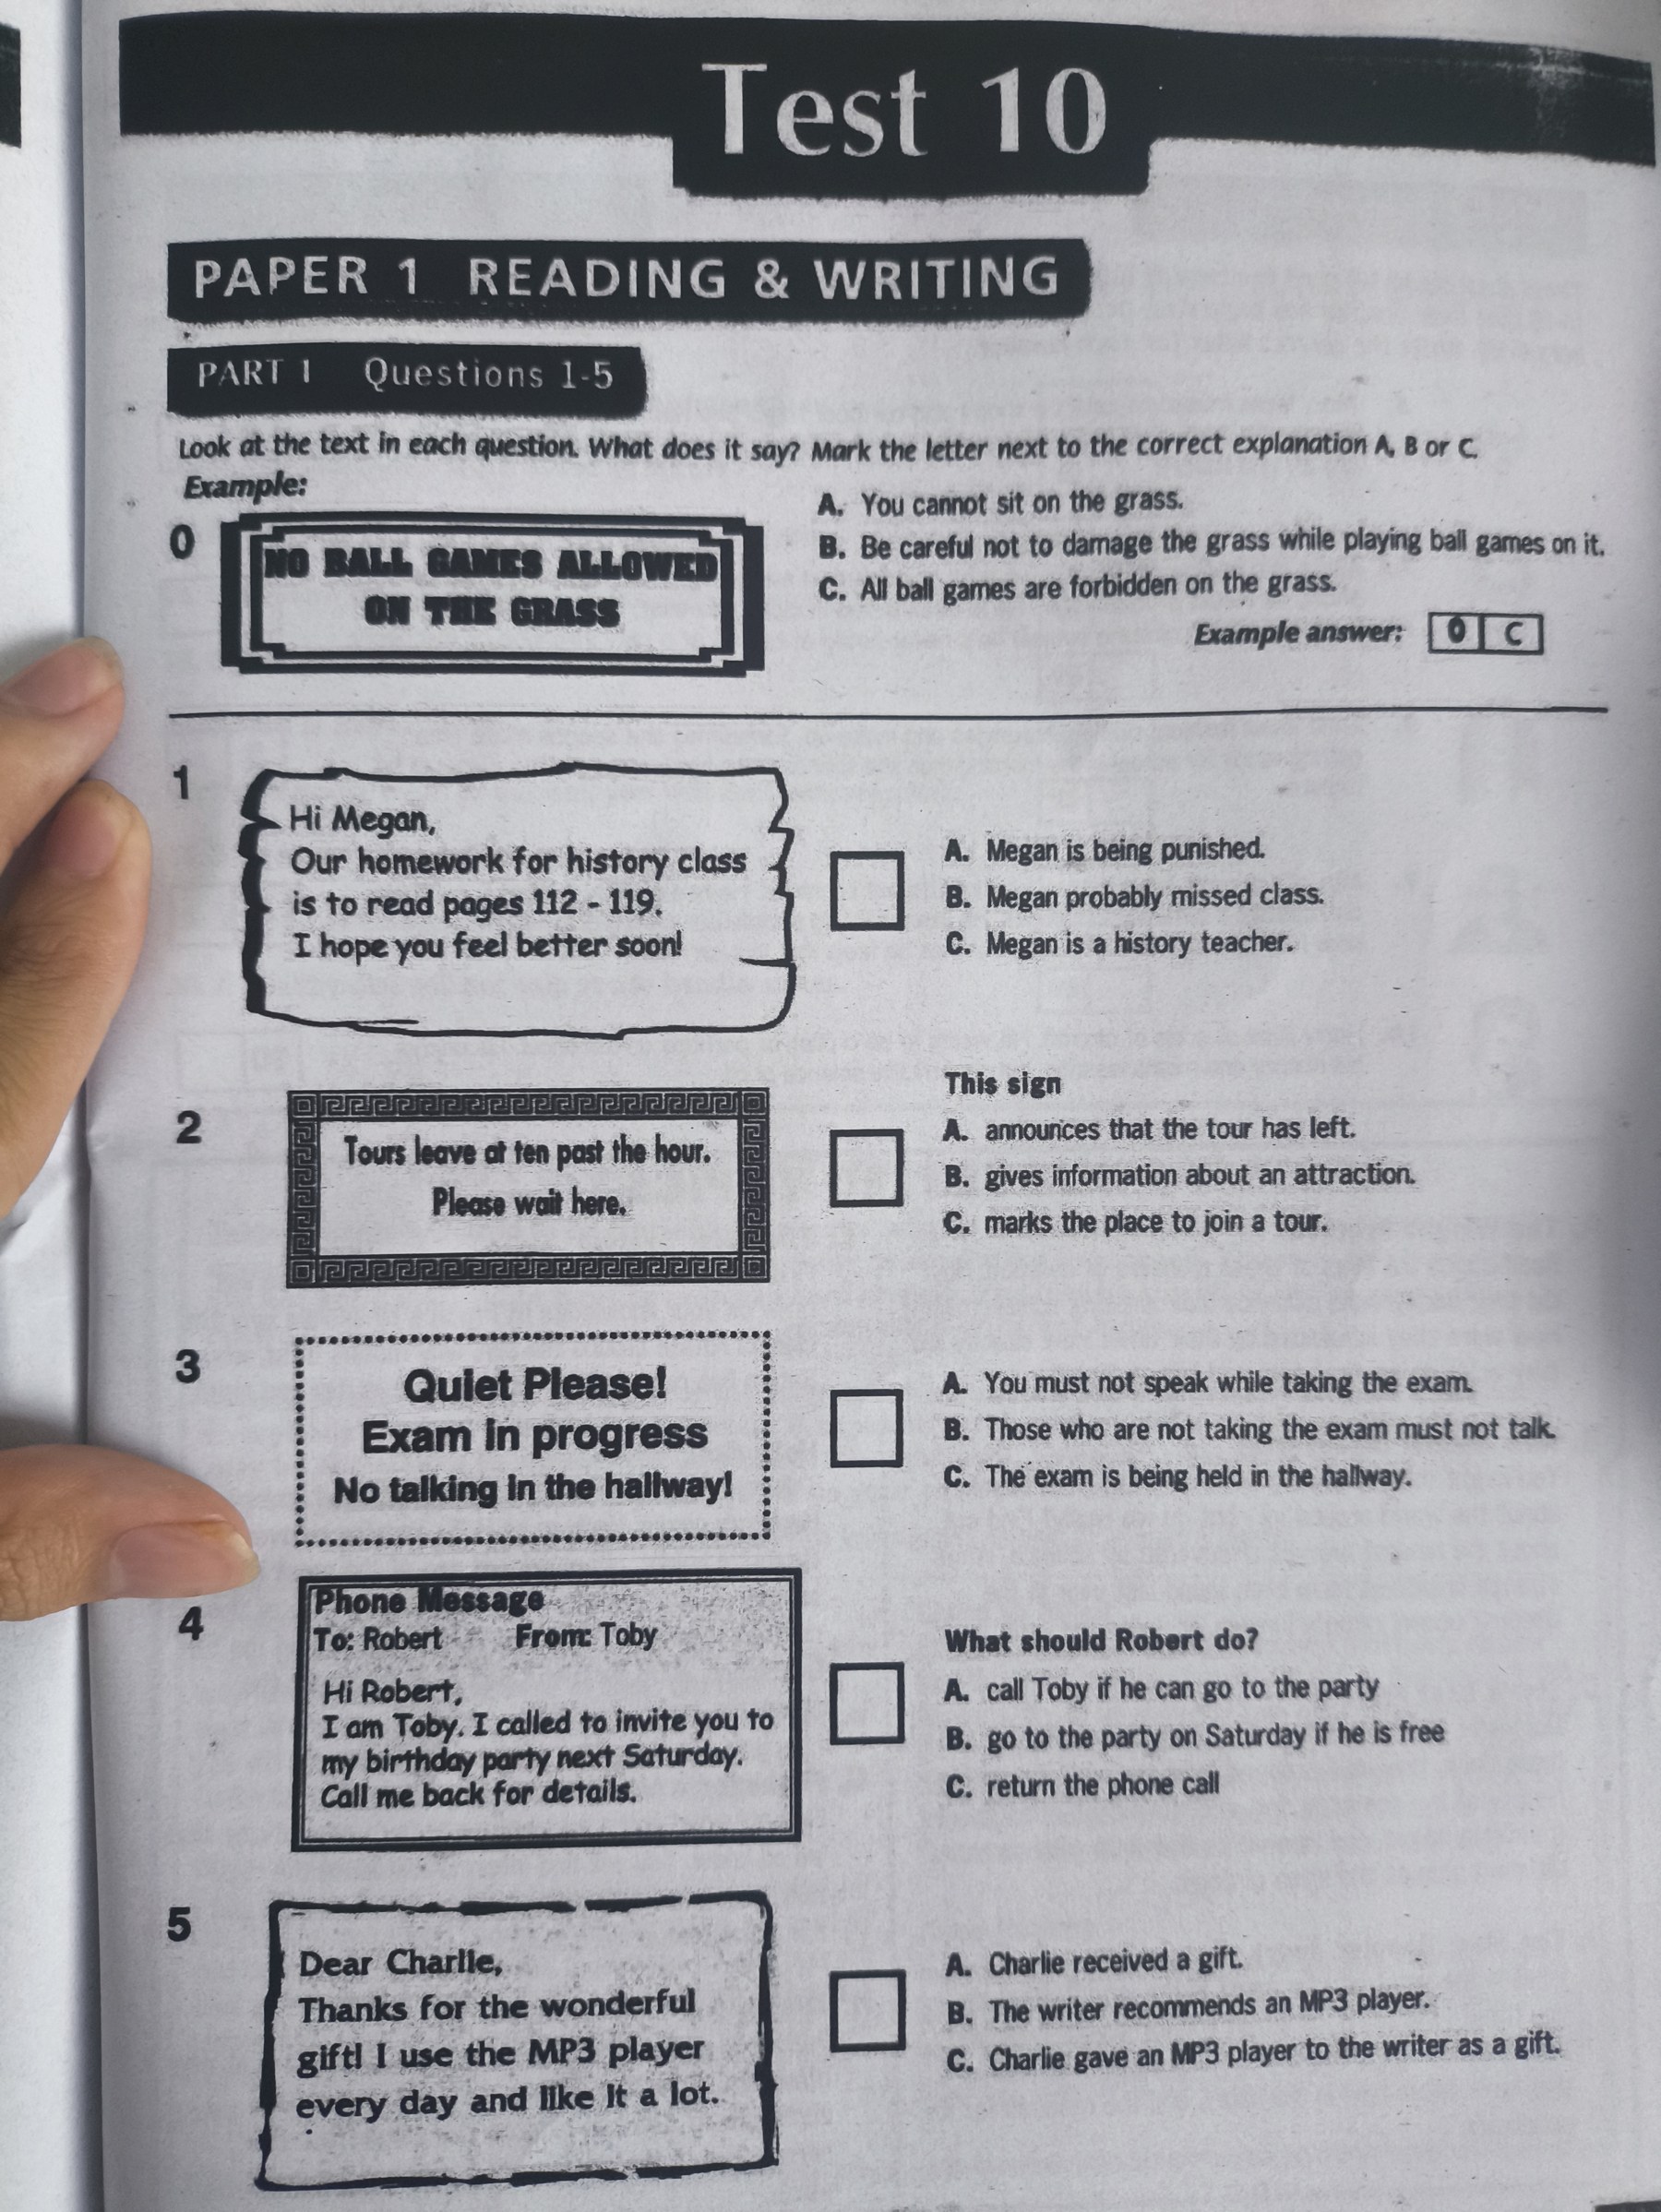 Test 10
PAPER 1 READING & WRITING
PART 1 Questions 1-5
Look at the text in each question. What does it say? Mark the letter next to the correct explanation A, B or C.
Example:
0
NO BALL GAMES ALLOWED
ON THE GRASS
A. You cannot sit on the grass.
B. Be careful not to damage the grass while playing ball games on it.
C. All ball games are forbidden on the grass.
Example answer: 0 C
1
Hi Megan,
Our homework for history class
is to read pages 112 - 119.
I hope you feel better soon!
A. Megan is being punished.
B. Megan probably missed class.
C. Megan is a history teacher.
2
Tours leave at ten past the hour.
Please wait here.
This sign
A. announces that the tour has left.
B. gives information about an attraction.
C. marks the place to join a tour.
3
Quiet Please!
Exam in progress
No talking in the hallway!
A. You must not speak while taking the exam.
B. Those who are not taking the exam must not talk.
C. The exam is being held in the hallway.
4
Phone Message
To: Robert From: Toby
Hi Robert,
I am Toby. I called to invite you to
my birthday party next Saturday.
Call me back for details.
What should Robert do?
A. call Toby if he can go to the party
B. go to the party on Saturday if he is free
C. return the phone call
5
Dear Charlie,
Thanks for the wonderful
gift! I use the MP3 player
every day and like it a lot.
A. Charlie received a gift.
B. The writer recommends an MP3 player.
C. Charlie gave an MP3 player to the writer as a gift.